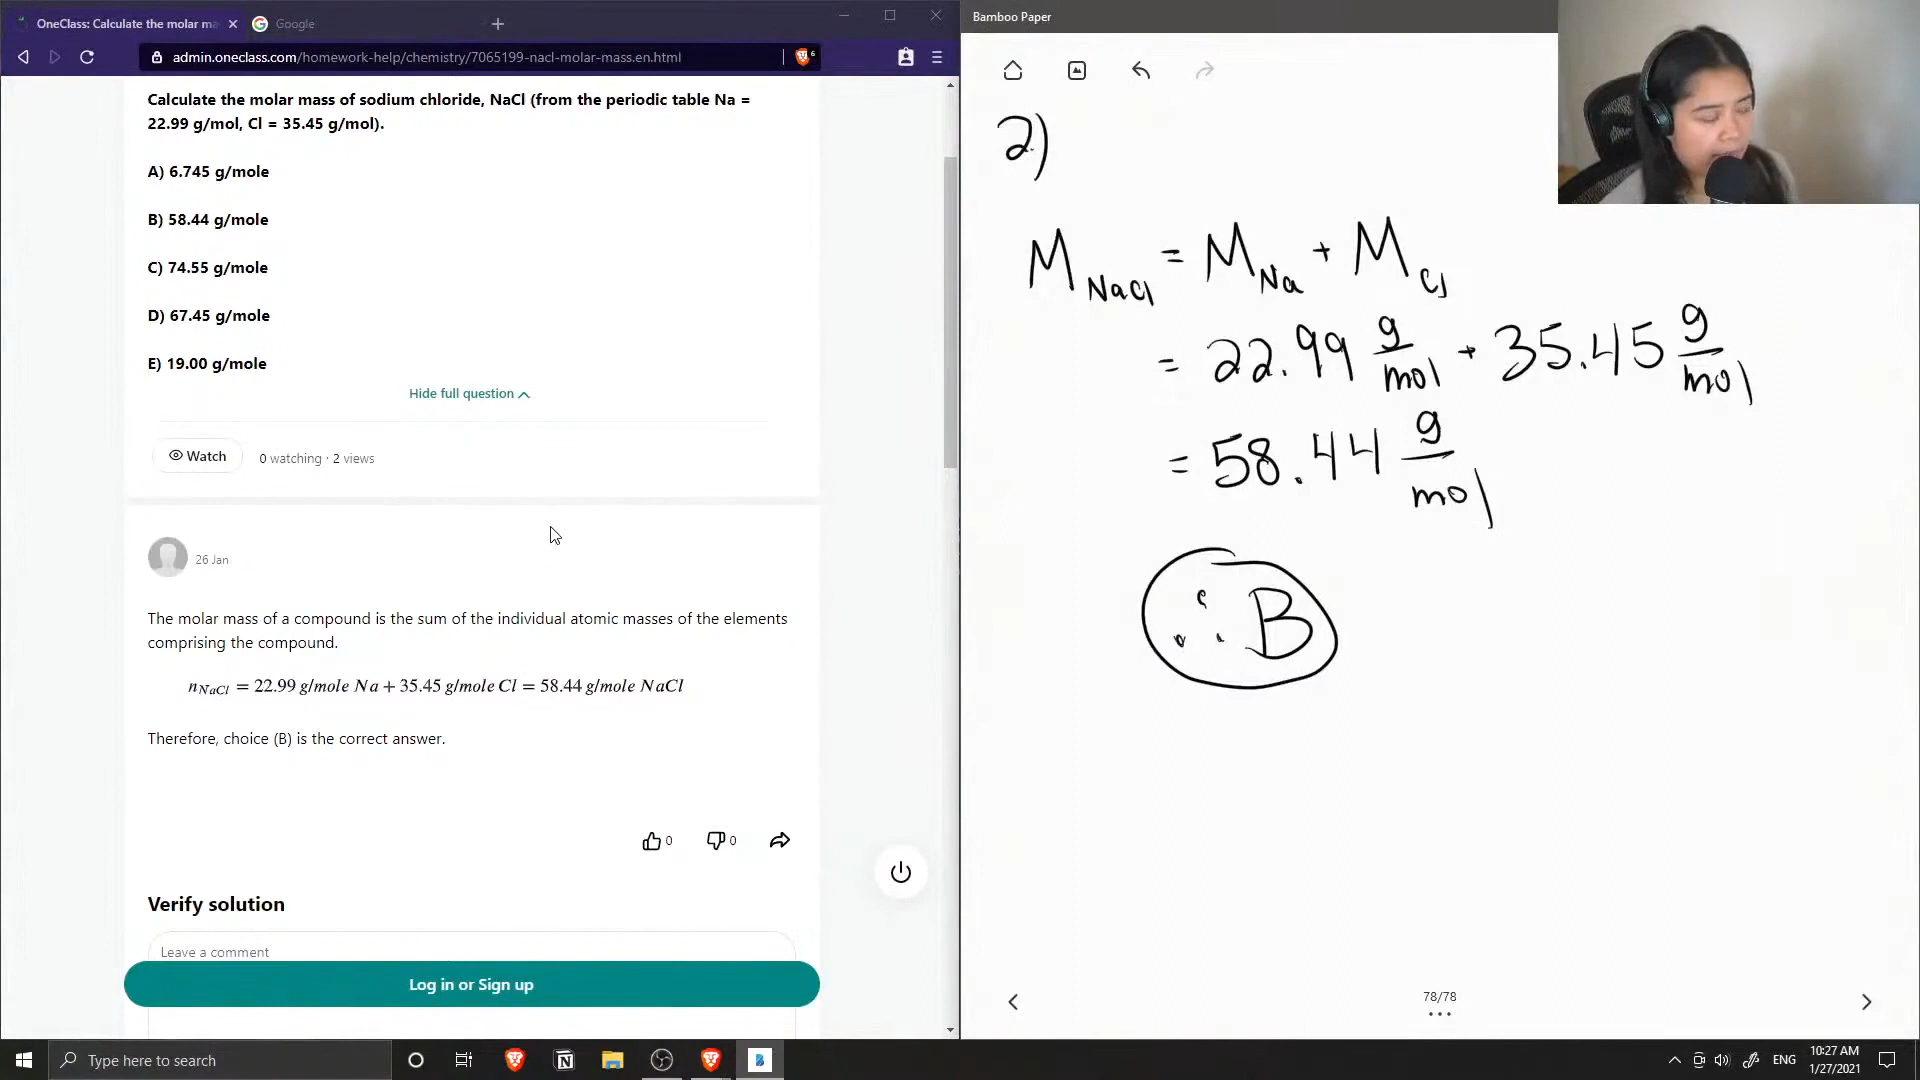 OneClass: Calculate the molar ma
Google
admin.oneclass.com/homework-help/chemistry/7065199-nacl-molar-mass.en.html
6
Calculate the molar mass of sodium chloride, NaCl (from the periodic table Na =
22.99 g/mol, Cl = 35.45 g/mol).
A) 6.745 g/mole
B) 58.44 g/mole
C) 74.55 g/mole
D) 67.45 g/mole
E) 19.00 g/mole
Hide full question
Watch
0 watching · 2 views
26 Jan
The molar mass of a compound is the sum of the individual atomic masses of the elements
comprising the compound.
n_NaCl = 22.99 g/mole Na + 35.45 g/mole Cl = 58.44 g/mole NaCl
Therefore, choice (B) is the correct answer.
0
0
Verify solution
Leave a comment
Log in or Sign up
Bamboo Paper
2)
M_NaCl = M_Na + M_Cl
= 22.99 g/mol + 35.45 g/mol
= 58.44 g/mol
∴ B
78/78
Type here to search
ENG
10:27 AM
1/27/2021